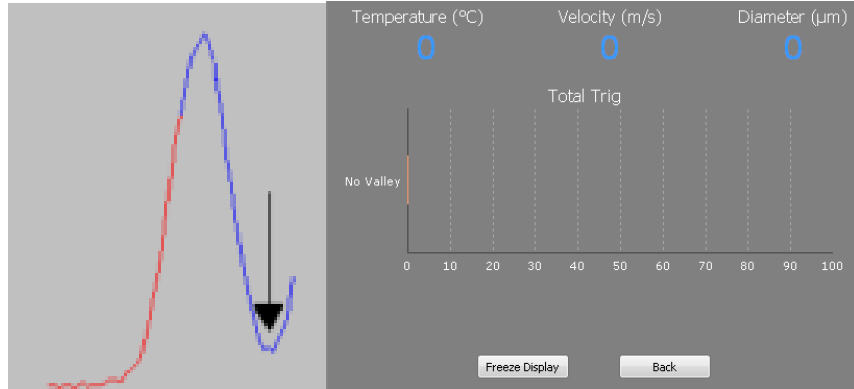 Temperature (ºC) Velocity (m/s) Diameter (µm)
0 0 0
Total Trig
No Valley
0 10 20 30 40 50 60 70 80 90 100
Freeze Display Back